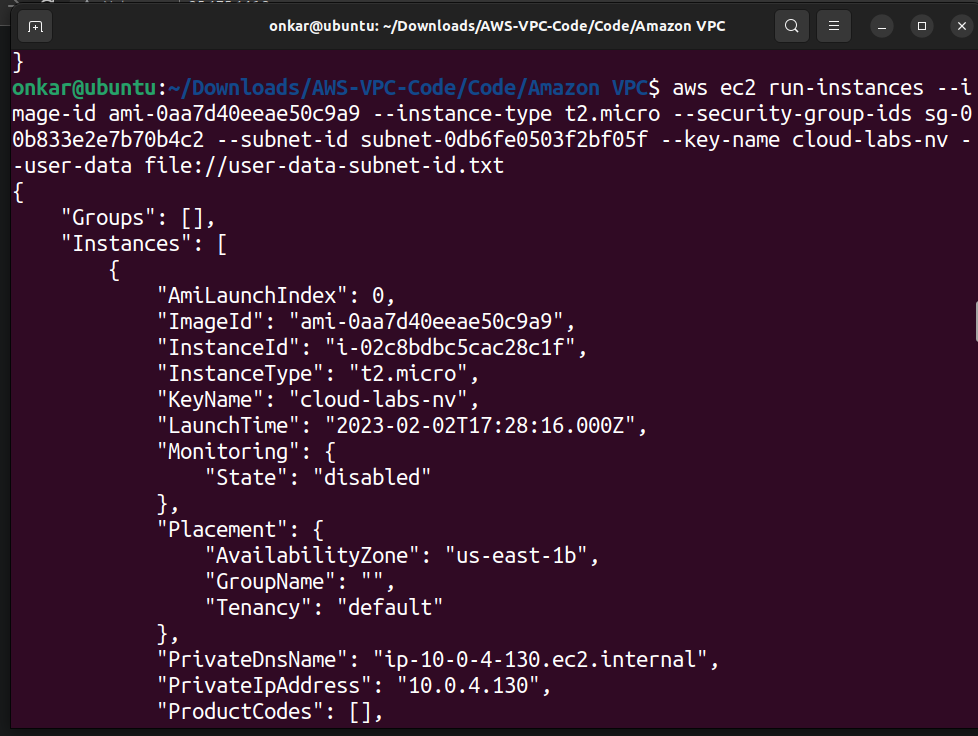 onkar@ubuntu: ~/Downloads/AWS-VPC-Code/Code/Amazon VPC
}
onkar@ubuntu:~/Downloads/AWS-VPC-Code/Code/Amazon VPC$ aws ec2 run-instances --i
mage-id ami-0aa7d40eeae50c9a9 --instance-type t2.micro --security-group-ids sg-0
0b833e2e7b70b4c2 --subnet-id subnet-0db6fe0503f2bf05f --key-name cloud-labs-nv -
-user-data file://user-data-subnet-id.txt
{
    "Groups": [],
    "Instances": [
        {
            "AmiLaunchIndex": 0,
            "ImageId": "ami-0aa7d40eeae50c9a9",
            "InstanceId": "i-02c8bdbc5cac28c1f",
            "InstanceType": "t2.micro",
            "KeyName": "cloud-labs-nv",
            "LaunchTime": "2023-02-02T17:28:16.000Z",
            "Monitoring": {
                "State": "disabled"
            },
            "Placement": {
                "AvailabilityZone": "us-east-1b",
                "GroupName": "",
                "Tenancy": "default"
            },
            "PrivateDnsName": "ip-10-0-4-130.ec2.internal",
            "PrivateIpAddress": "10.0.4.130",
            "ProductCodes": [],